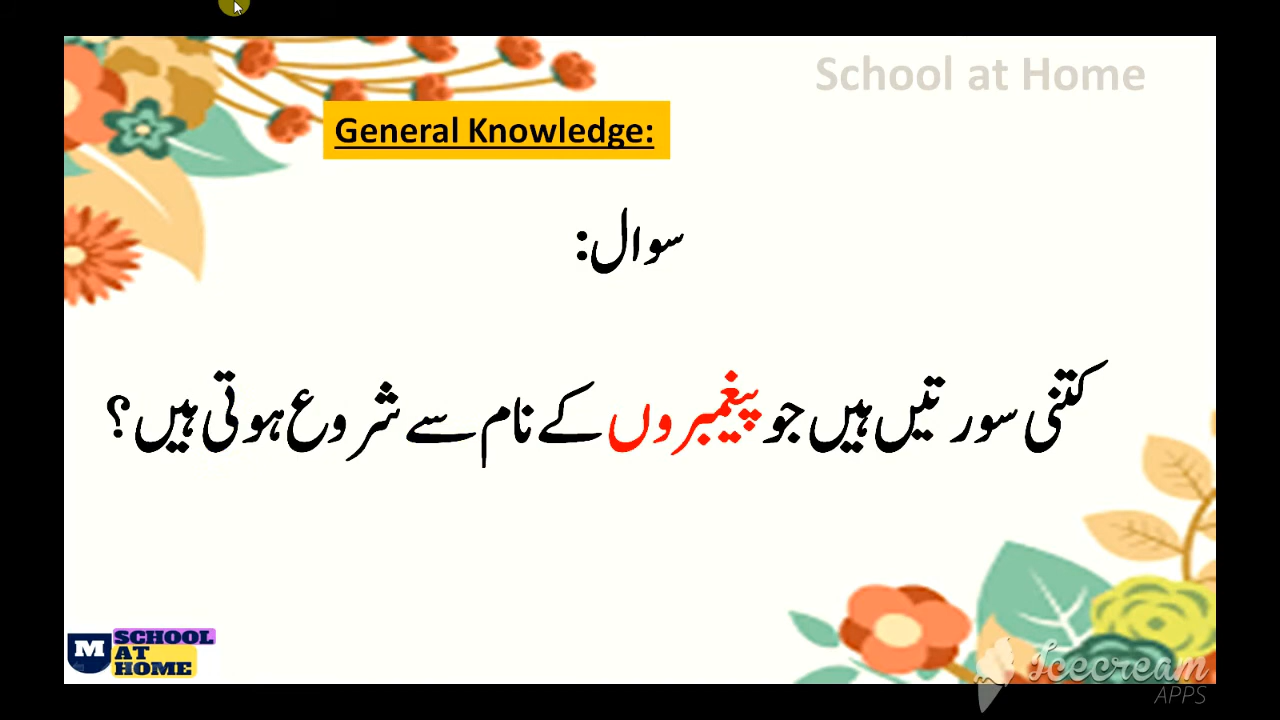 School at Home
General Knowledge:
سوال:
کتنی سورتیں ہیں جو پیغمبروں کے نام سے شروع ہوتی ہیں؟
M SCHOOL
AT
HOME
Icecream
APPS